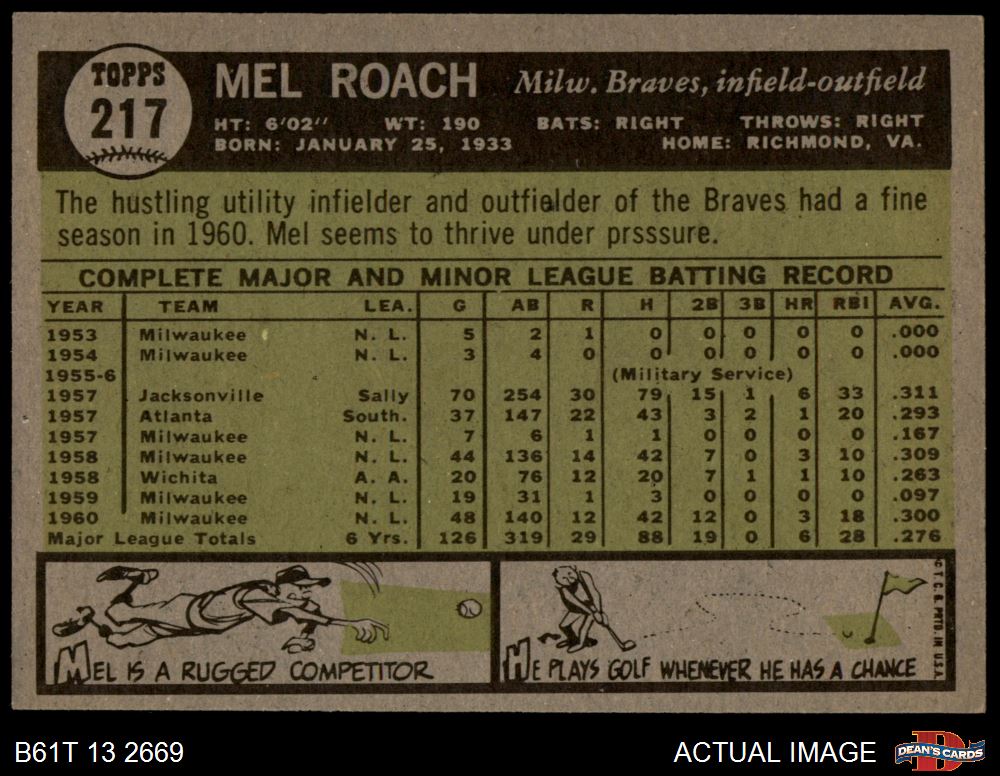 TOPPS
217
MEL ROACH Milw. Braves, infield-outfield
HT: 6'02" WT: 190 BATS: RIGHT THROWS: RIGHT
BORN: JANUARY 25, 1933 HOME: RICHMOND, VA.
The hustling utility infielder and outfielder of the Braves had a fine
season in 1960. Mel seems to thrive under prsssure.
COMPLETE MAJOR AND MINOR LEAGUE BATTING RECORD
YEAR TEAM LEA. G AB R H 2B 3B HR RBI AVG.
1953 Milwaukee N. L. 5 2 1 0 0 0 0 0 .000
1954 Milwaukee N. L. 3 4 0 0 0 0 0 0 .000
1955-6 (Military Service)
1957 Jacksonville Sally 70 254 30 79 15 1 6 33 .311
1957 Atlanta South. 37 147 22 43 3 2 1 20 .293
1957 Milwaukee N. L. 7 6 1 1 0 0 0 0 .167
1958 Milwaukee N. L. 44 136 14 42 7 0 3 10 .309
1958 Wichita A. A. 20 76 12 20 7 1 1 10 .263
1959 Milwaukee N. L. 19 31 1 3 0 0 0 0 .097
1960 Milwaukee N. L. 48 140 12 42 12 0 3 18 .300
Major League Totals 6 Yrs. 126 319 29 88 19 0 6 28 .276
MEL IS A RUGGED COMPETITOR
HE PLAYS GOLF WHENEVER HE HAS A CHANCE
© T. C. G. PRTD. IN U.S.A.
B61T 13 2669
ACTUAL IMAGE
DEAN'S CARDS